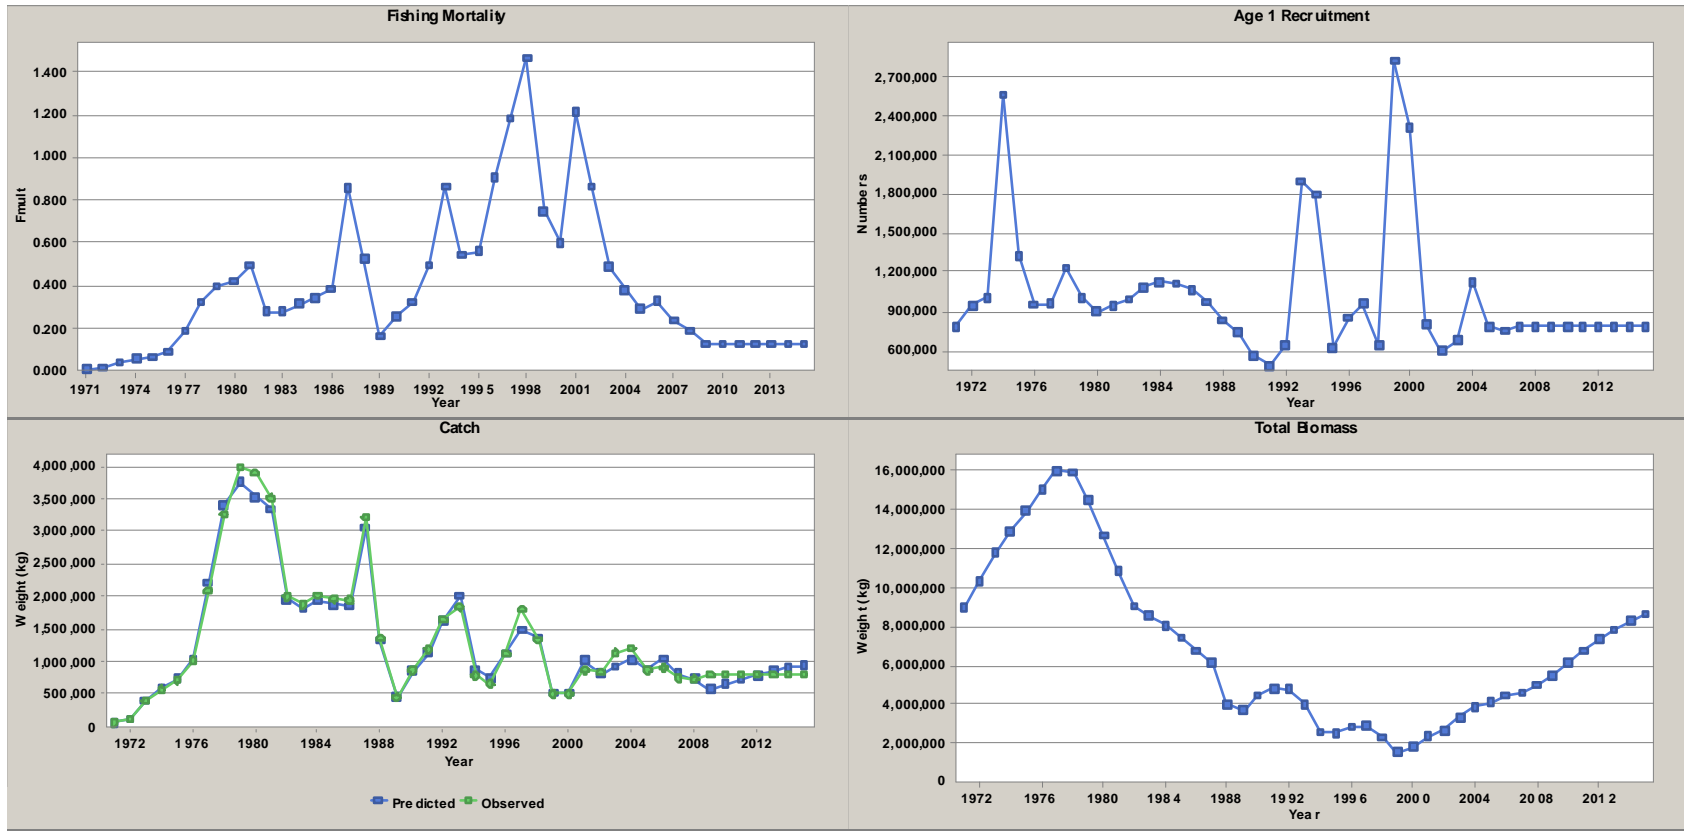 Fishing Mortality
1.400
1.200
1.000
0.800
0.600
0.400
0.200
0.000
Fmult
1971 1974 1977 1980 1983 1986 1989 1992 1995 1998 2001 2004 2007 2010 2013
Year
Age 1 Recruitment
2,700,000
2,400,000
2,100,000
1,800,000
1,500,000
1,200,000
900,000
600,000
Numbers
1972 1976 1980 1984 1988 1992 1996 2000 2004 2008 2012
Year
Catch
4,000,000
3,500,000
3,000,000
2,500,000
2,000,000
1,500,000
1,000,000
500,000
0
Weight (kg)
1972 1976 1980 1984 1988 1992 1996 2000 2004 2008 2012
Year
Predicted Observed
Total Biomass
16,000,000
14,000,000
12,000,000
10,000,000
8,000,000
6,000,000
4,000,000
2,000,000
0
Weight (kg)
1972 1976 1980 1984 1988 1992 1996 2000 2004 2008 2012
Year